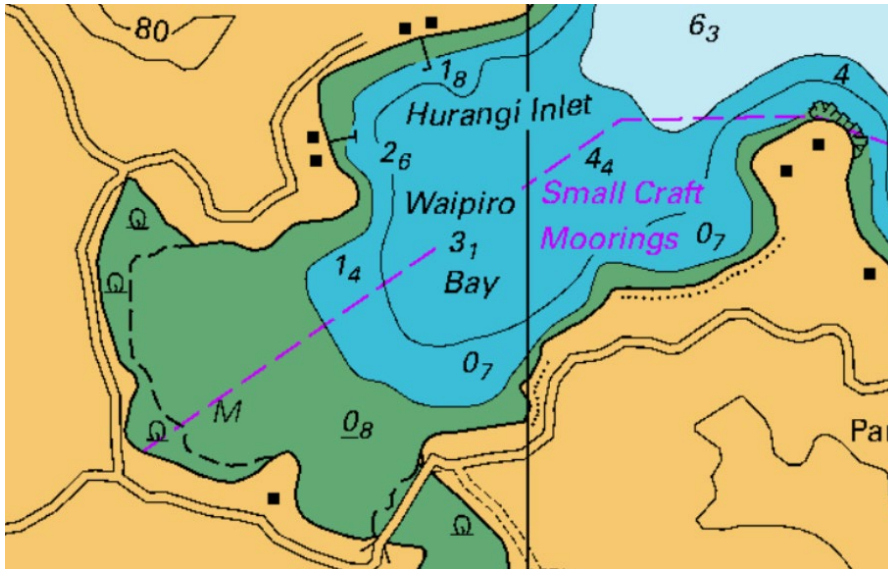 80
6₃
4
1₈
Hurangi Inlet
2₆
4₄
Waipiro
Small Craft
Moorings
3₁
0₇
1₄
Bay
0₇
M
0₈
Par